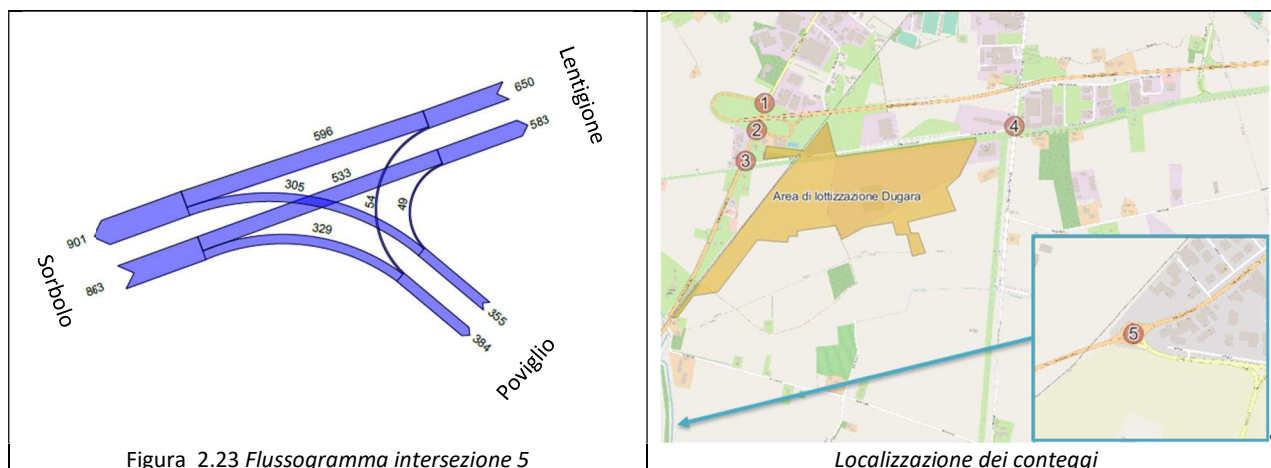 650
Lentigione
583
596
533
305
54
49
329
901
Sorbolo
863
355
384
Poviglio
Figura 2.23 Flussogramma intersezione 5
1
2
3
4
Area di lottizzazione Dugara
5
Localizzazione dei conteggi